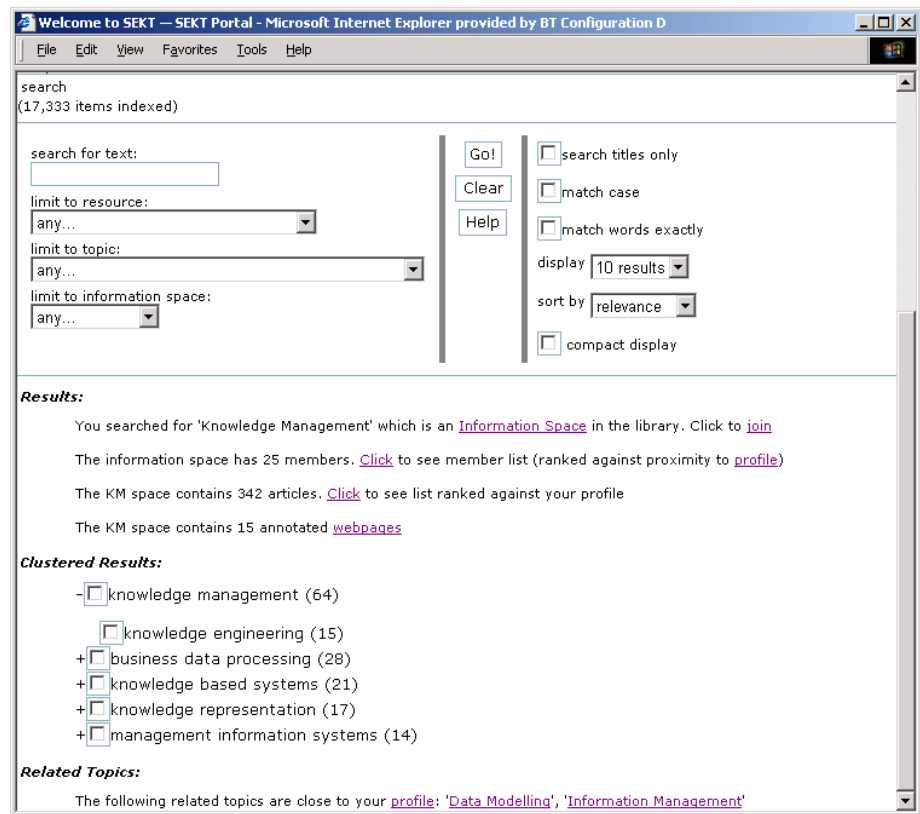 Welcome to SEKT — SEKT Portal - Microsoft Internet Explorer provided by BT Configuration D
File Edit View Favorites Tools Help
search
(17,333 items indexed)
search for text:
limit to resource:
any...
limit to topic:
any...
limit to information space:
any...
Go!
Clear
Help
search titles only
match case
match words exactly
display 10 results
sort by relevance
compact display
Results:
You searched for 'Knowledge Management' which is an Information Space in the library. Click to join
The information space has 25 members. Click to see member list (ranked against proximity to profile)
The KM space contains 342 articles. Click to see list ranked against your profile
The KM space contains 15 annotated webpages
Clustered Results:
- knowledge management (64)
knowledge engineering (15)
+ business data processing (28)
+ knowledge based systems (21)
+ knowledge representation (17)
+ management information systems (14)
Related Topics:
The following related topics are close to your profile: 'Data Modelling', 'Information Management'